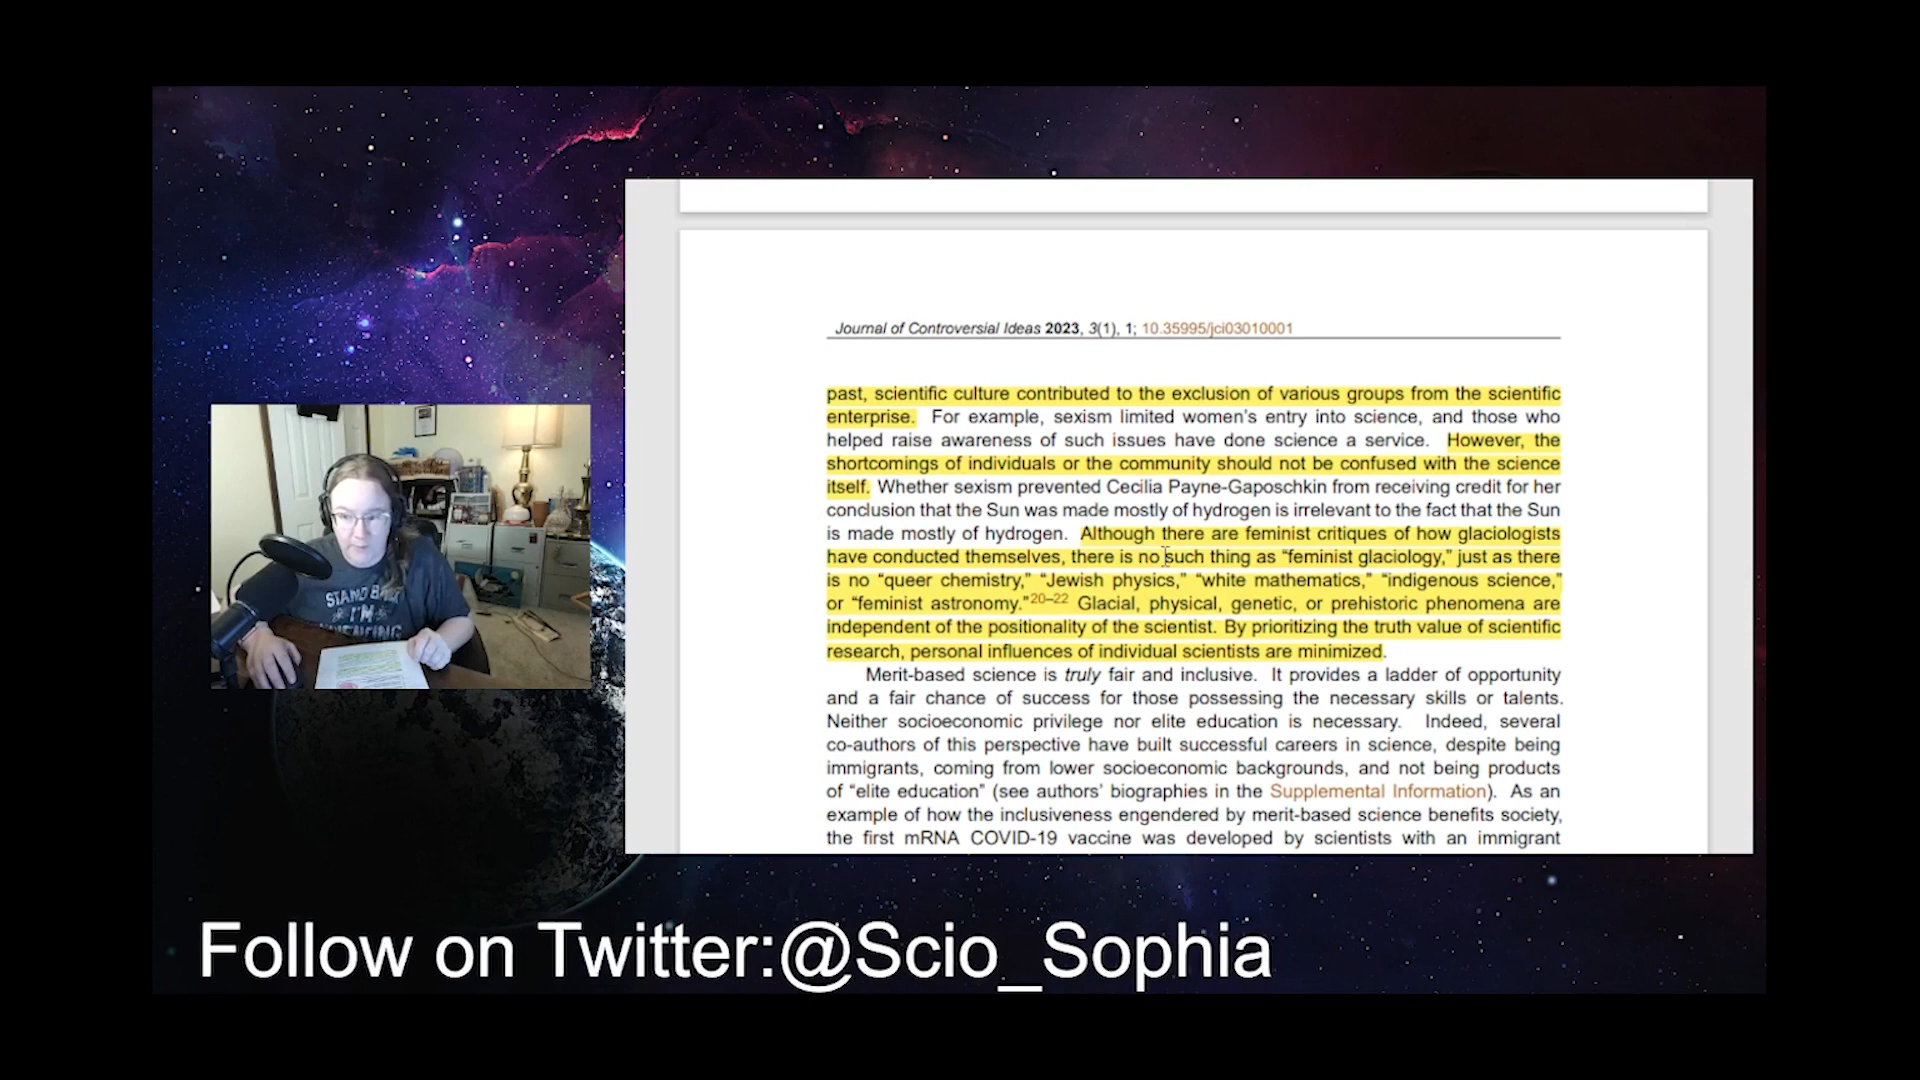 Journal of Controversial Ideas 2023, 3(1), 1; 10.35995/jci03010001
past, scientific culture contributed to the exclusion of various groups from the scientific
enterprise. For example, sexism limited women's entry into science, and those who
helped raise awareness of such issues have done science a service. However, the
shortcomings of individuals or the community should not be confused with the science
itself. Whether sexism prevented Cecilia Payne-Gaposchkin from receiving credit for her
conclusion that the Sun was made mostly of hydrogen is irrelevant to the fact that the Sun
is made mostly of hydrogen. Although there are feminist critiques of how glaciologists
have conducted themselves, there is no such thing as “feminist glaciology,” just as there
is no “queer chemistry,” “Jewish physics,” “white mathematics,” “indigenous science,”
or “feminist astronomy.”20–22 Glacial, physical, genetic, or prehistoric phenomena are
independent of the positionality of the scientist. By prioritizing the truth value of scientific
research, personal influences of individual scientists are minimized.
Merit-based science is truly fair and inclusive. It provides a ladder of opportunity
and a fair chance of success for those possessing the necessary skills or talents.
Neither socioeconomic privilege nor elite education is necessary. Indeed, several
co-authors of this perspective have built successful careers in science, despite being
immigrants, coming from lower socioeconomic backgrounds, and not being products
of “elite education” (see authors' biographies in the Supplemental Information). As an
example of how the inclusiveness engendered by merit-based science benefits society,
the first mRNA COVID-19 vaccine was developed by scientists with an immigrant
STAND
I'M
Follow on Twitter:@Scio_Sophia